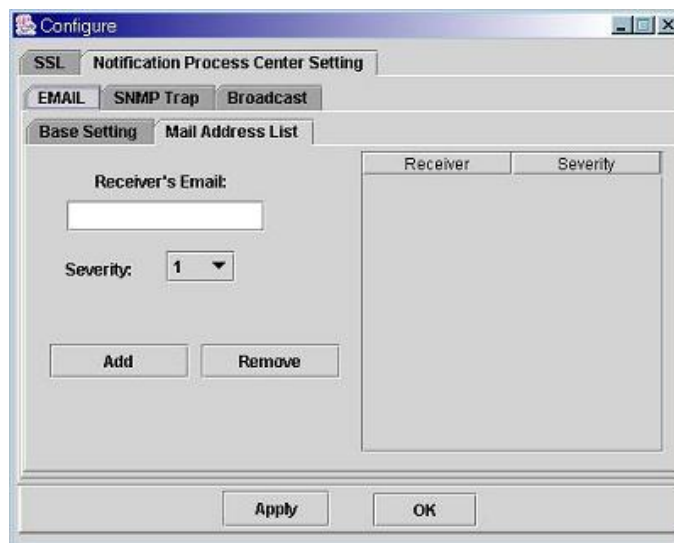 Configure
SSL Notification Process Center Setting
EMAIL SNMP Trap Broadcast
Base Setting Mail Address List
Receiver's Email:
Severity: 1
Add Remove
Receiver Severity
Apply OK